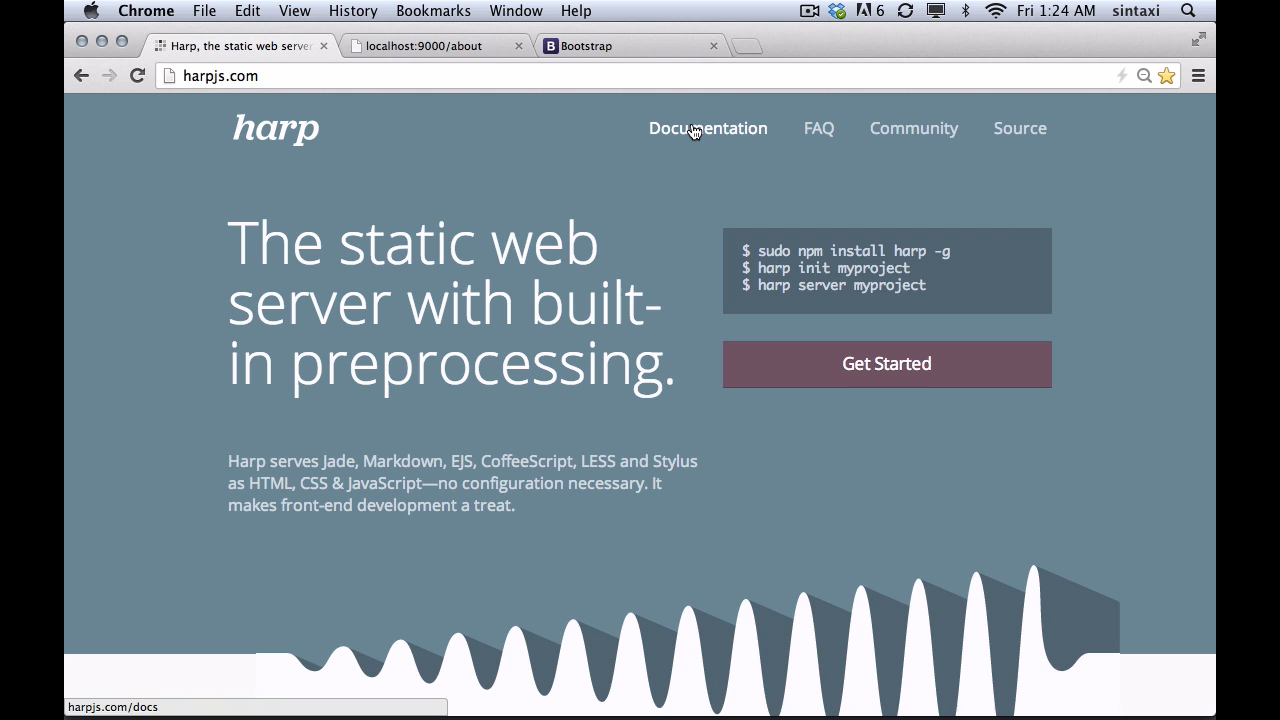 Chrome File Edit View History Bookmarks Window Help 6 Fri 1:24 AM sintaxi
Harp, the static web server localhost:9000/about B Bootstrap
harpjs.com
harp Documentation FAQ Community Source
The static web
server with built-
in preprocessing.
$ sudo npm install harp -g
$ harp init myproject
$ harp server myproject
Get Started
Harp serves Jade, Markdown, EJS, CoffeeScript, LESS and Stylus
as HTML, CSS & JavaScript—no configuration necessary. It
makes front-end development a treat.
harpjs.com/docs